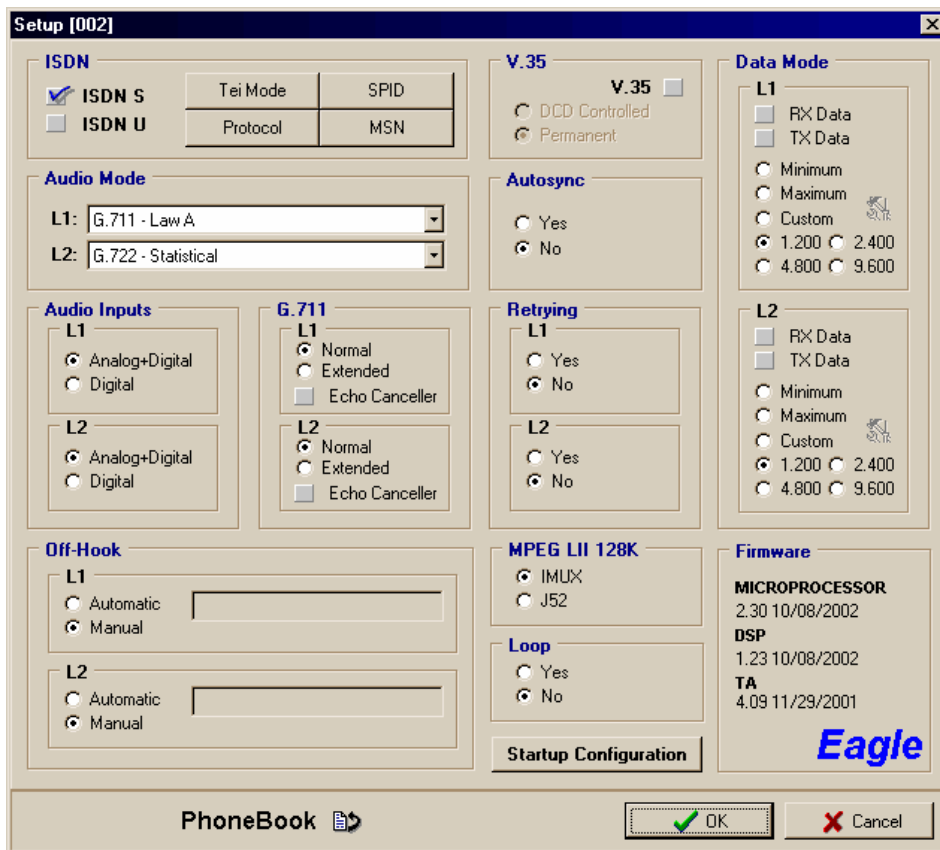 Setup [002]
ISDN
ISDN S
ISDN U
Tei Mode
SPID
Protocol
MSN
Audio Mode
L1: G.711 - Law A
L2: G.722 - Statistical
Audio Inputs
L1
Analog+Digital
Digital
L2
Analog+Digital
Digital
G.711
L1
Normal
Extended
Echo Canceller
L2
Normal
Extended
Echo Canceller
Off-Hook
L1
Automatic
Manual
L2
Automatic
Manual
V.35
V.35
DCD Controlled
Permanent
Autosync
Yes
No
Retrying
L1
Yes
No
L2
Yes
No
MPEG LII 128K
IMUX
J52
Loop
Yes
No
Startup Configuration
Data Mode
L1
RX Data
TX Data
Minimum
Maximum
Custom
1.200 2.400
4.800 9.600
L2
RX Data
TX Data
Minimum
Maximum
Custom
1.200 2.400
4.800 9.600
Firmware
MICROPROCESSOR
2.30 10/08/2002
DSP
1.23 10/08/2002
TA
4.09 11/29/2001
Eagle
PhoneBook
OK
Cancel